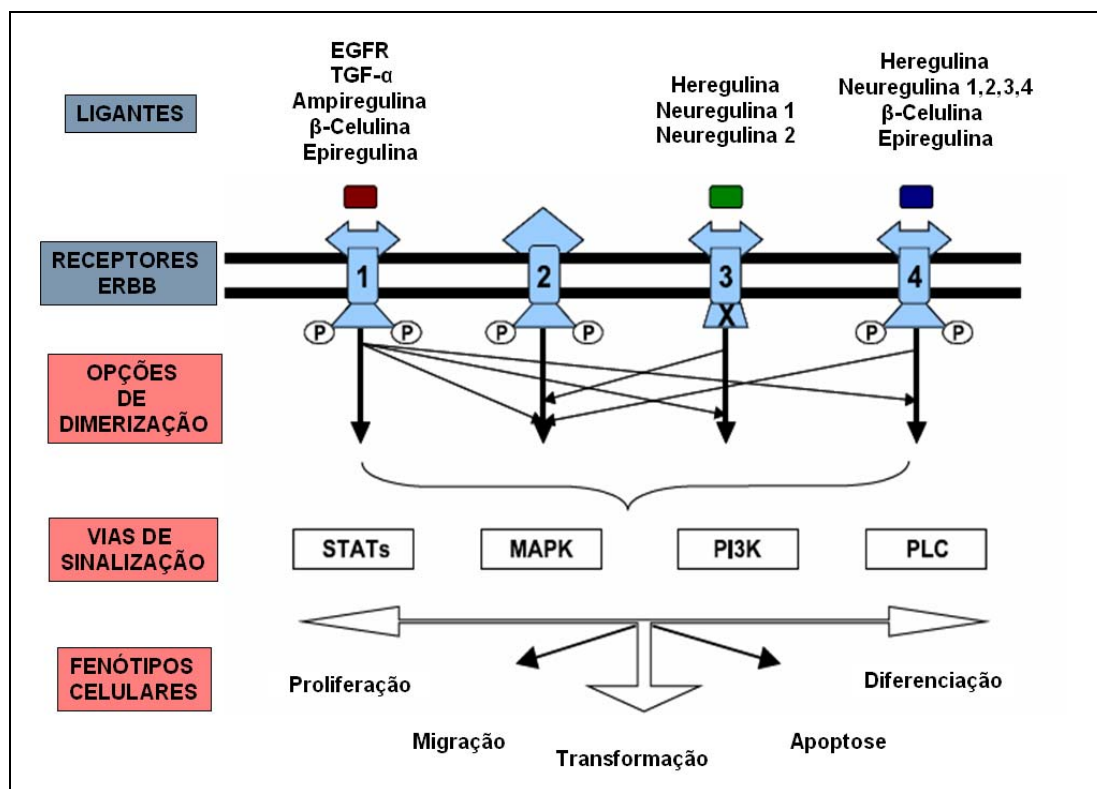 LIGANTES
EGFR
TGF-α
Ampiregulina
β-Celulina
Epiregulina
Heregulina
Neuregulina 1
Neuregulina 2
Heregulina
Neuregulina 1,2,3,4
β-Celulina
Epiregulina
RECEPTORES
ERBB
1
2
3
4
X
P
P
P
P
P
P
OPÇÕES
DE
DIMERIZAÇÃO
VIAS DE
SINALIZAÇÃO
STATs
MAPK
PI3K
PLC
FENÓTIPOS
CELULARES
Proliferação
Migração
Transformação
Apoptose
Diferenciação